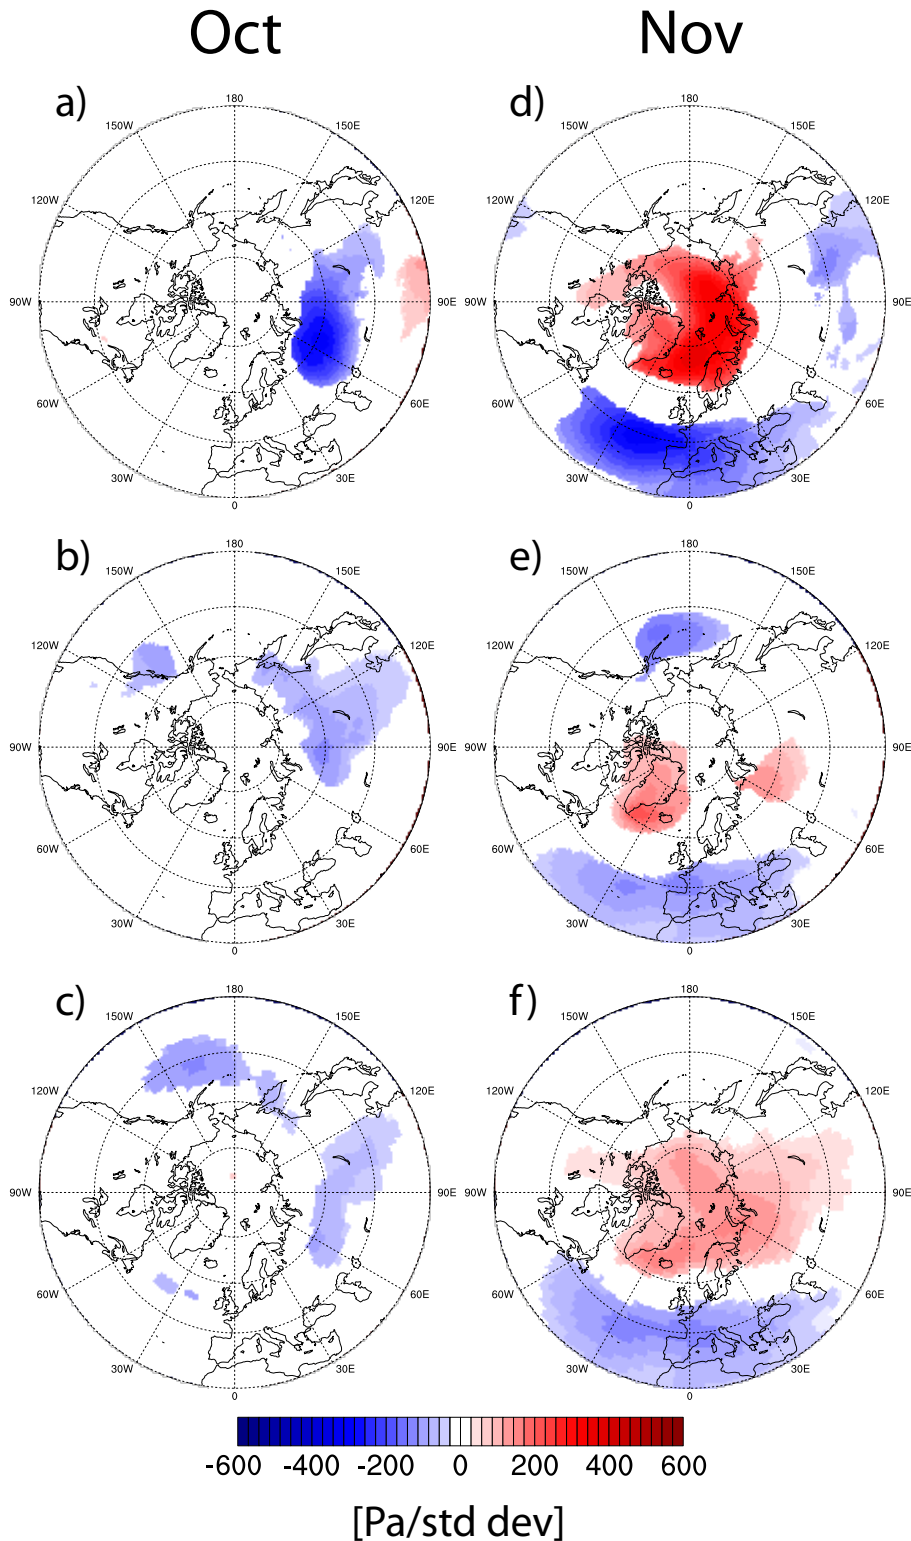 Oct Nov
a) d)
180 180
150W 150E 150W 150E
120W 120E 120W 120E
90W 90E 90W 90E
60W 60E 60W 60E
30W 30E 30W 30E
0 0
b) e)
180 180
150W 150E 150W 150E
120W 120E 120W 120E
90W 90E 90W 90E
60W 60E 60W 60E
30W 30E 30W 30E
0 0
c) f)
180 180
150W 150E 150W 150E
120W 120E 120W 120E
90W 90E 90W 90E
60W 60E 60W 60E
30W 30E 30W 30E
0 0
-600 -400 -200 0 200 400 600
[Pa/std dev]